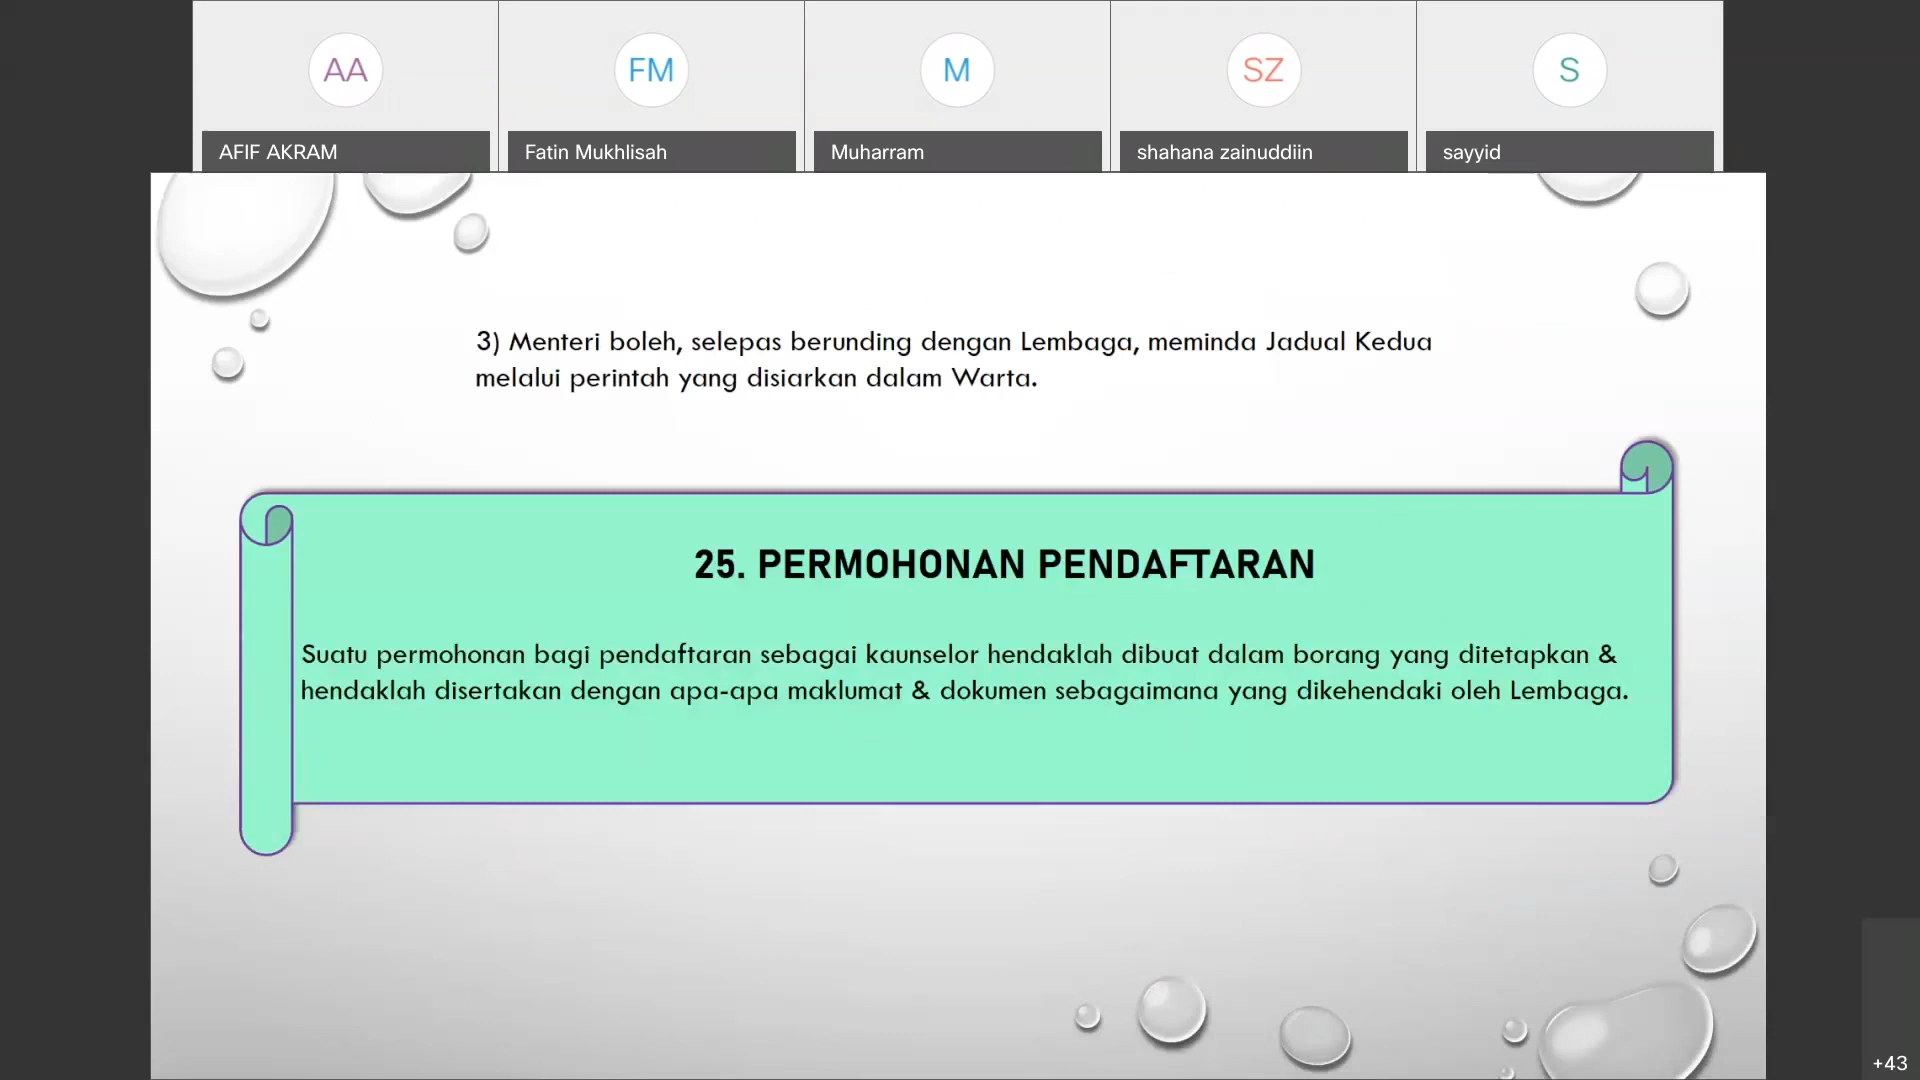 AA
FM
M
SZ
S
AFIF AKRAM
Fatin Mukhlisah
Muharram
shahana zainuddiin
sayyid
3) Menteri boleh, selepas berunding dengan Lembaga, meminda Jadual Kedua
melalui perintah yang disiarkan dalam Warta.
25. PERMOHONAN PENDAFTARAN
Suatu permohonan bagi pendaftaran sebagai kaunselor hendaklah dibuat dalam borang yang ditetapkan &
hendaklah disertakan dengan apa-apa maklumat & dokumen sebagaimana yang dikehendaki oleh Lembaga.
+43